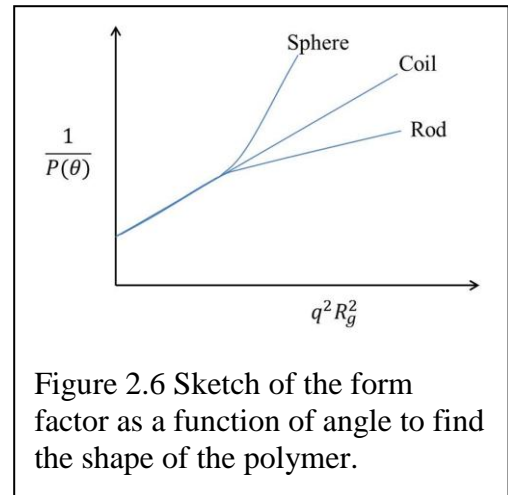 Sphere
Coil
Rod
1
P(θ)
q²R_g²
Figure 2.6 Sketch of the form
factor as a function of angle to find
the shape of the polymer.